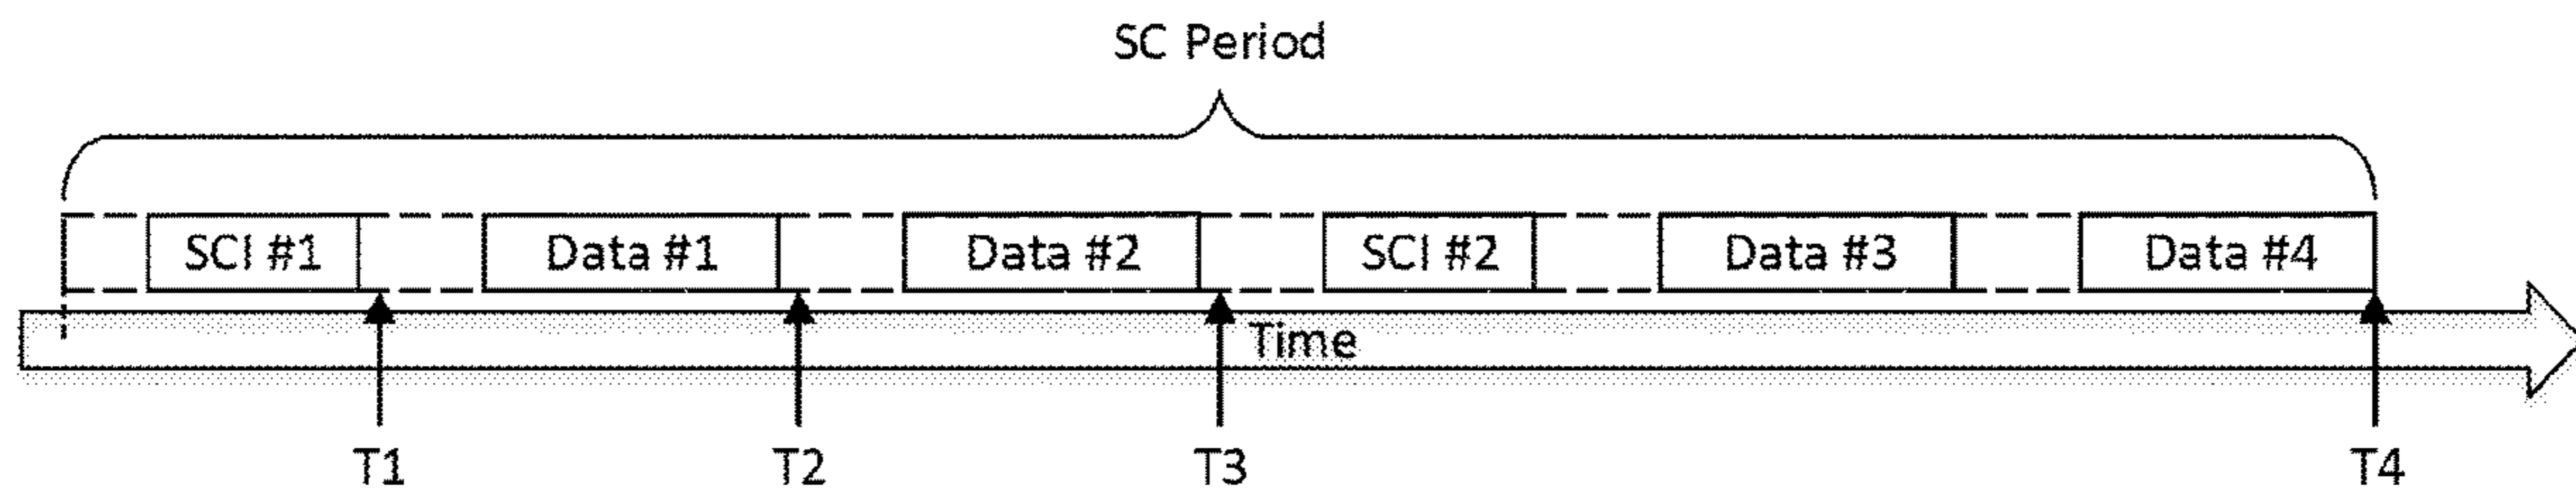 SC Period
SCI #1 Data #1 Data #2 SCI #2 Data #3 Data #4
Time
T1 T2 T3 T4